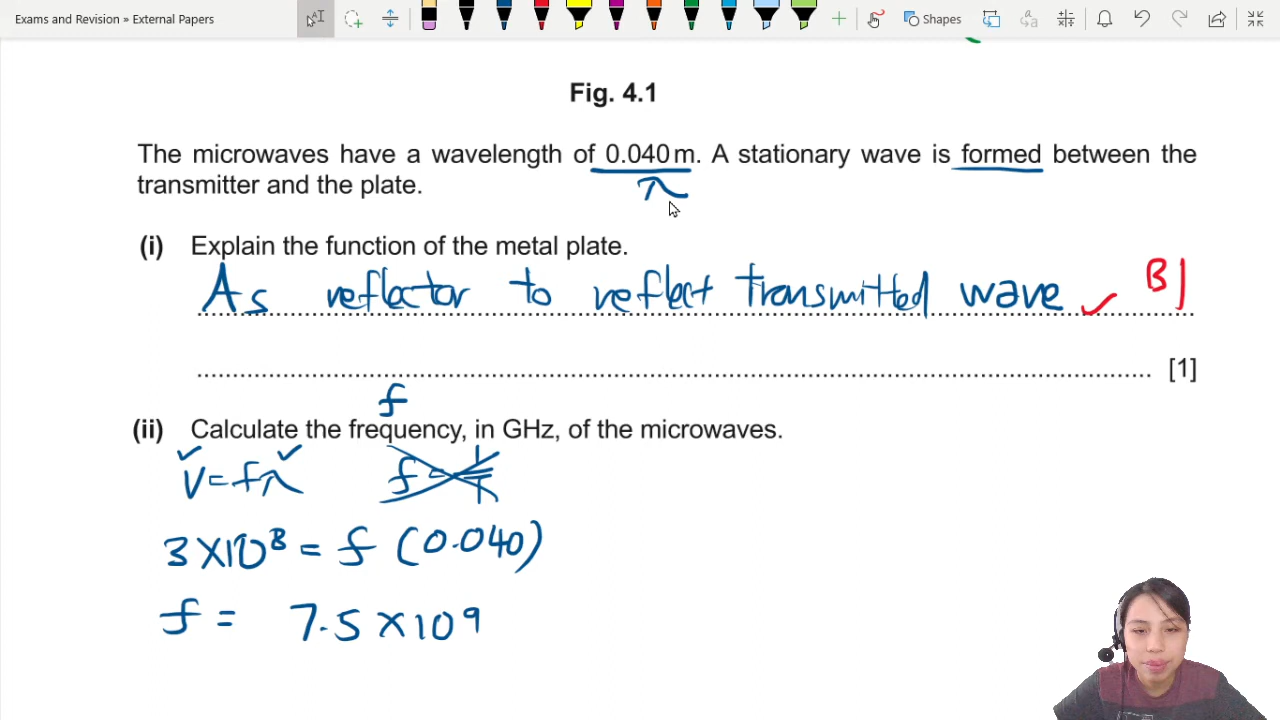 Exams and Revision » External Papers
Shapes
Fig. 4.1
The microwaves have a wavelength of 0.040 m. A stationary wave is formed between the
transmitter and the plate.
λ
(i) Explain the function of the metal plate.
As reflector to reflect transmitted wave ✓ B1
[1]
f
(ii) Calculate the frequency, in GHz, of the microwaves.
v = fλ f = 1/T
3 × 10⁸ = f (0.040)
f = 7.5 × 10⁹